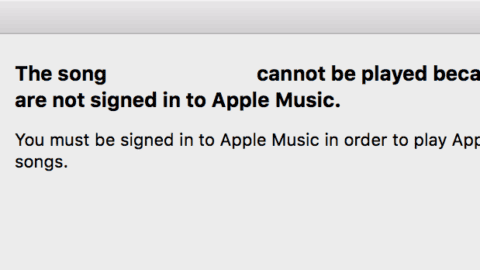 The song cannot be played beca
are not signed in to Apple Music.
You must be signed in to Apple Music in order to play App
songs.